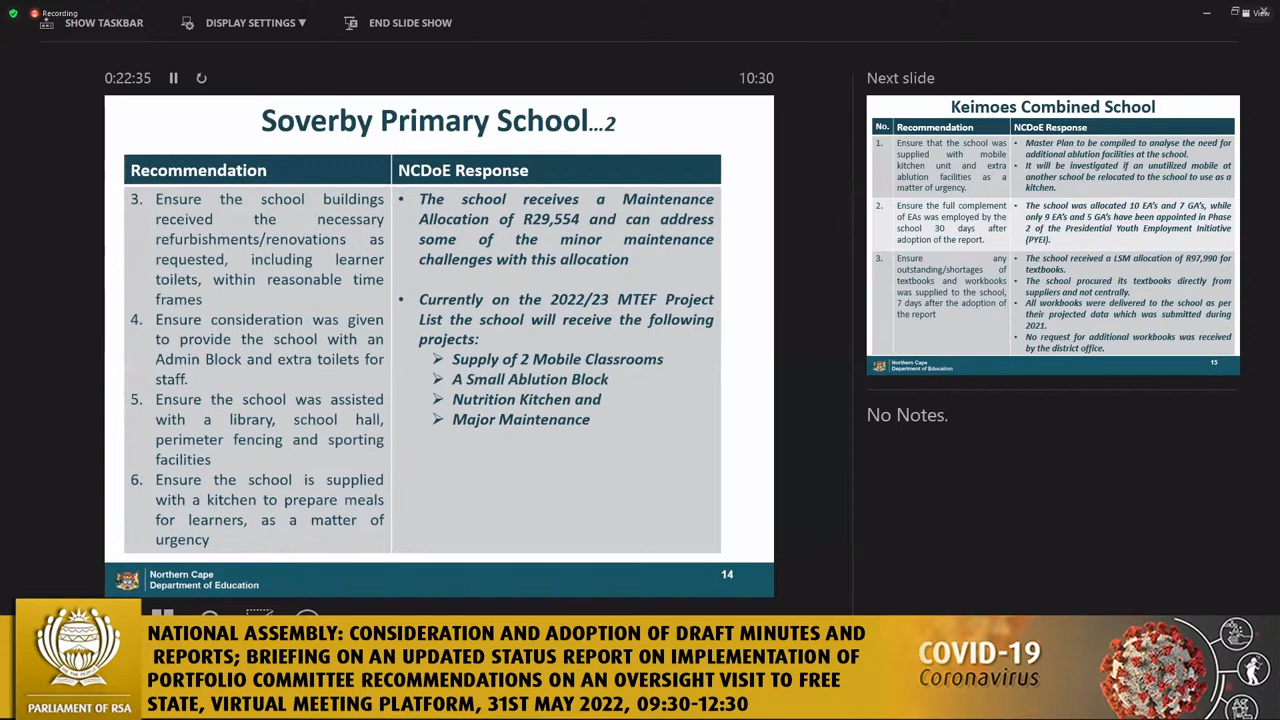 Recording
SHOW TASKBAR
DISPLAY SETTINGS ▼
END SLIDE SHOW
View
0:22:35
10:30
Soverby Primary School...2
Recommendation
NCDoE Response
3. Ensure the school buildings
received the necessary
refurbishments/renovations as
requested, including learner
toilets, within reasonable time
frames
4. Ensure consideration was given
to provide the school with an
Admin Block and extra toilets for
staff.
5. Ensure the school was assisted
with a library, school hall,
perimeter fencing and sporting
facilities
6. Ensure the school is supplied
with a kitchen to prepare meals
for learners, as a matter of
urgency
• The school receives a Maintenance
Allocation of R29,554 and can address
some of the minor maintenance
challenges with this allocation
• Currently on the 2022/23 MTEF Project
List the school will receive the following
projects:
➢ Supply of 2 Mobile Classrooms
➢ A Small Ablution Block
➢ Nutrition Kitchen and
➢ Major Maintenance
Northern Cape
Department of Education
14
Next slide
Keimoes Combined School
No.
Recommendation
NCDoE Response
1.
Ensure that the school was
supplied with mobile
kitchen unit and extra
ablution facilities as a
matter of urgency.
• Master Plan to be compiled to analyse the need for
additional ablution facilities at the school.
• It will be investigated if an unutilized mobile at
another school be relocated to the school to use as a
kitchen.
2.
Ensure the full complement
of EAs was employed by the
school 30 days after
adoption of the report.
• The school was allocated 10 EA's and 7 GA's, while
only 9 EA's and 5 GA's have been appointed in Phase
2 of the Presidential Youth Employment Initiative
(PYEI).
3.
Ensure any
outstanding/shortages of
textbooks and workbooks
was supplied to the school,
7 days after the adoption of
the report
• The school received a LSM allocation of R97,990 for
textbooks.
• The school procured its textbooks directly from
suppliers and not centrally.
• All workbooks were delivered to the school as per
their projected data which was submitted during
2021.
• No request for additional workbooks was received
by the district office.
Northern Cape
Department of Education
15
No Notes.
PARLIAMENT OF RSA
NATIONAL ASSEMBLY: CONSIDERATION AND ADOPTION OF DRAFT MINUTES AND
REPORTS; BRIEFING ON AN UPDATED STATUS REPORT ON IMPLEMENTATION OF
PORTFOLIO COMMITTEE RECOMMENDATIONS ON AN OVERSIGHT VISIT TO FREE
STATE, VIRTUAL MEETING PLATFORM, 31ST MAY 2022, 09:30-12:30
COVID-19
Coronavirus